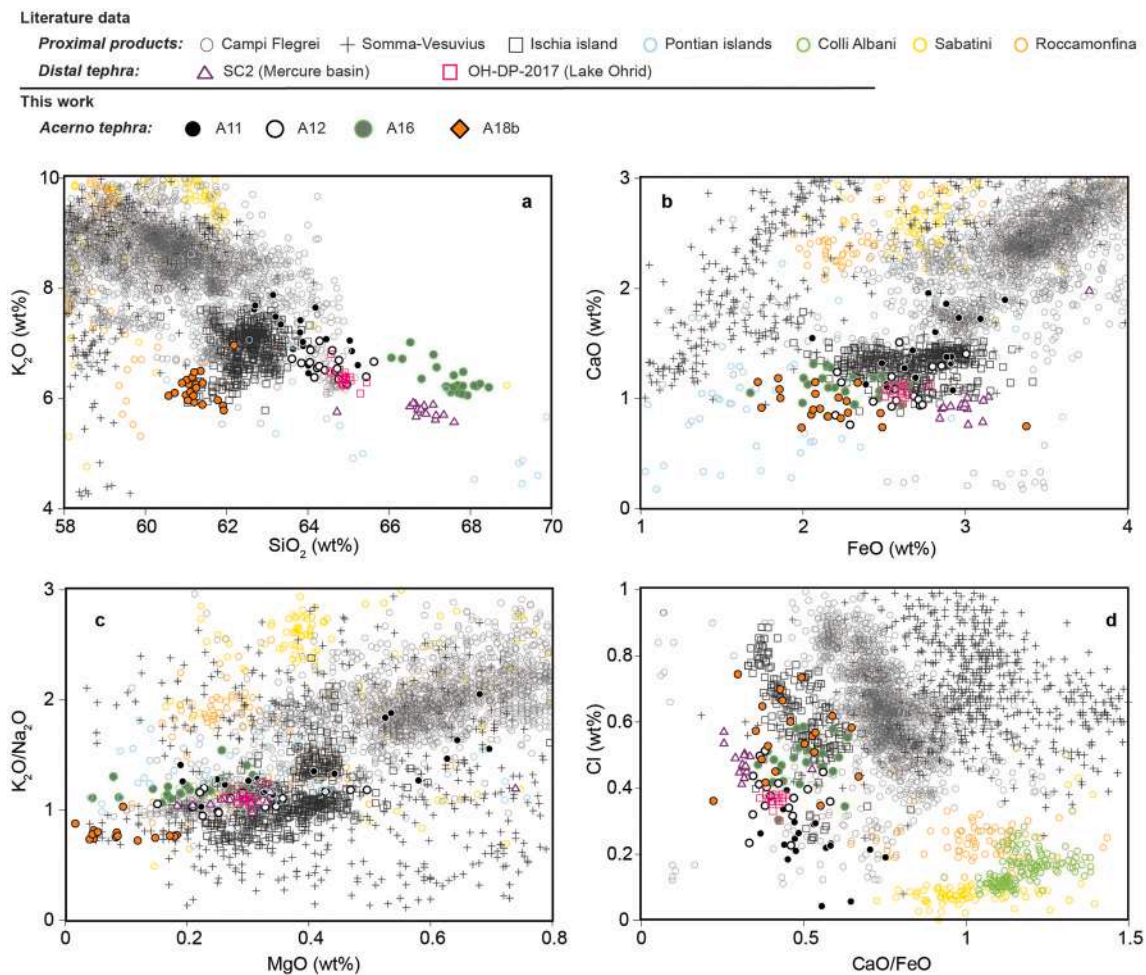 Literature data
Proximal products: Campi Flegrei Somma-Vesuvius Ischia island Pontian islands Colli Albani Sabatini Roccamonfina
Distal tephra: SC2 (Mercure basin) OH-DP-2017 (Lake Ohrid)
This work
Acerno tephra: A11 A12 A16 A18b
a
K₂O (wt%)
10
8
6
4
58 60 62 64 66 68 70
SiO₂ (wt%)
b
CaO (wt%)
3
2
1
0
1 2 3 4
FeO (wt%)
c
K₂O/Na₂O
3
2
1
0
0 0.2 0.4 0.6 0.8
MgO (wt%)
d
Cl (wt%)
1
0.8
0.6
0.4
0.2
0
0 0.5 1 1.5
CaO/FeO